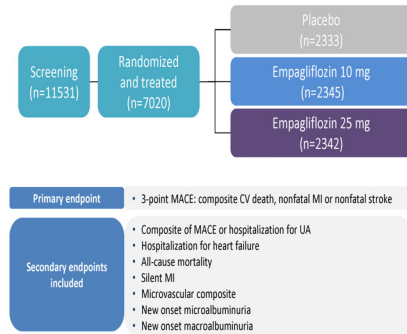 Placebo
(n=2333)
Screening
(n=11531)
Randomized
and treated
(n=7020)
Empagliflozin 10 mg
(n=2345)
Empagliflozin 25 mg
(n=2342)
Primary endpoint
• 3-point MACE: composite CV death, nonfatal MI or nonfatal stroke
Secondary endpoints
included
• Composite of MACE or hospitalization for UA
• Hospitalization for heart failure
• All-cause mortality
• Silent MI
• Microvascular composite
• New onset microalbuminuria
• New onset macroalbuminuria